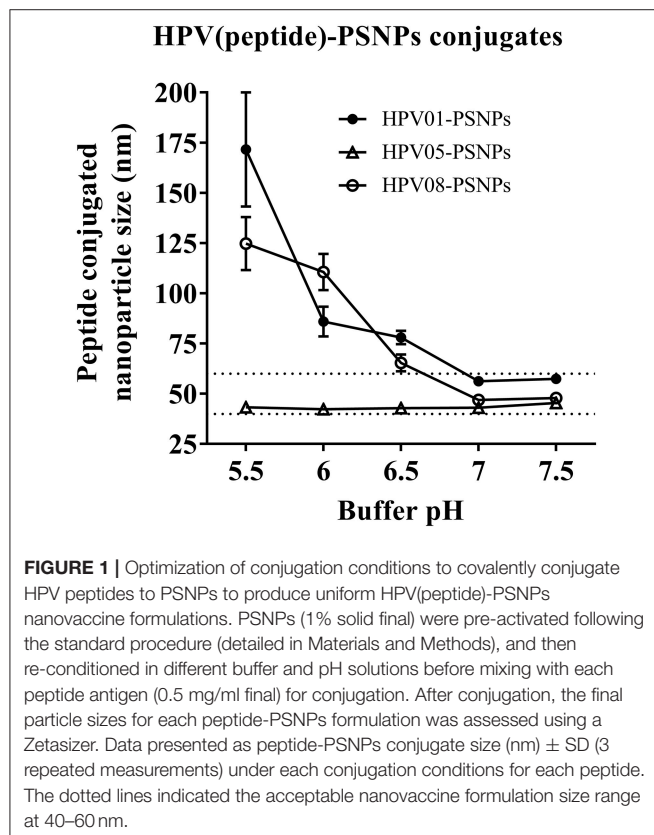 HPV(peptide)-PSNPs conjugates
Peptide conjugated
nanoparticle size (nm)
200
175
150
125
100
75
50
25
HPV01-PSNPs
HPV05-PSNPs
HPV08-PSNPs
5.5 6 6.5 7 7.5
Buffer pH
FIGURE 1 | Optimization of conjugation conditions to covalently conjugate
HPV peptides to PSNPs to produce uniform HPV(peptide)-PSNPs
nanovaccine formulations. PSNPs (1% solid final) were pre-activated following
the standard procedure (detailed in Materials and Methods), and then
re-conditioned in different buffer and pH solutions before mixing with each
peptide antigen (0.5 mg/ml final) for conjugation. After conjugation, the final
particle sizes for each peptide-PSNPs formulation was assessed using a
Zetasizer. Data presented as peptide-PSNPs conjugate size (nm) ± SD (3
repeated measurements) under each conjugation conditions for each peptide.
The dotted lines indicated the acceptable nanovaccine formulation size range
at 40–60 nm.